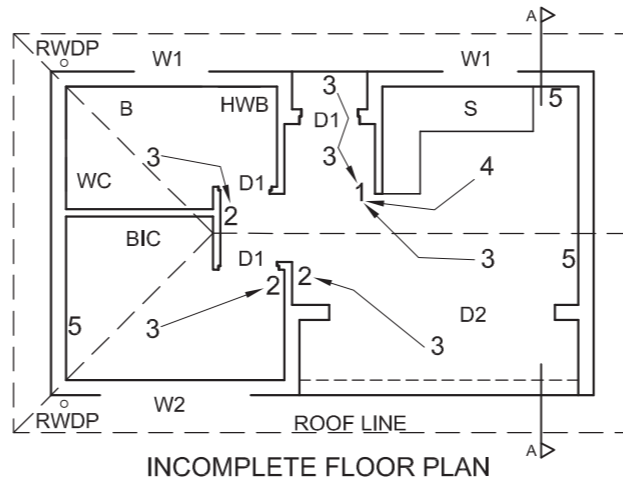 A
RWDP
W1
W1
B
HWB
3
D1
S
5
3
3
4
WC
D1
1
2
BIC
D1
3
5
2
2
D2
5
3
3
RWDP
W2
ROOF LINE
A
INCOMPLETE FLOOR PLAN